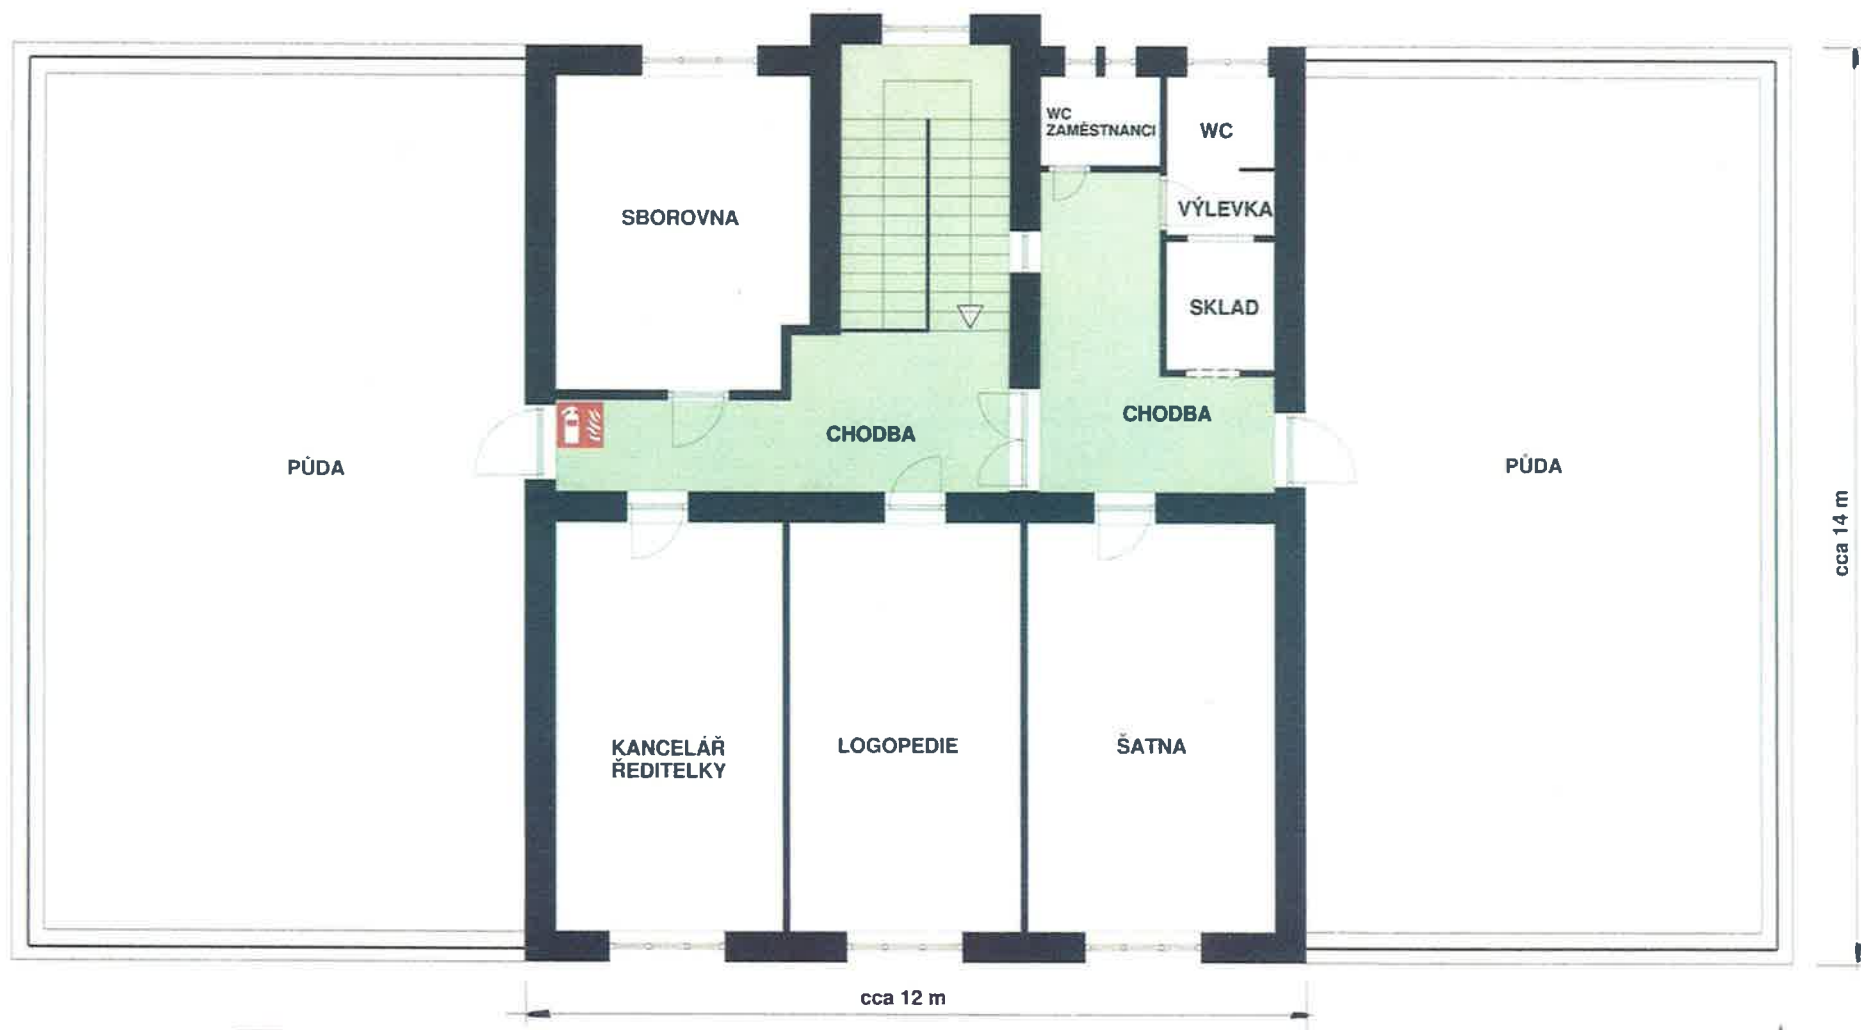 WC
ZAMĚSTNANCI
WC
SBOROVNA
VÝLEVKA
SKLAD
CHODBA
CHODBA
PŮDA
PŮDA
cca 14 m
KANCELÁŘ
ŘEDITELKY
LOGOPEDIE
ŠATNA
cca 12 m